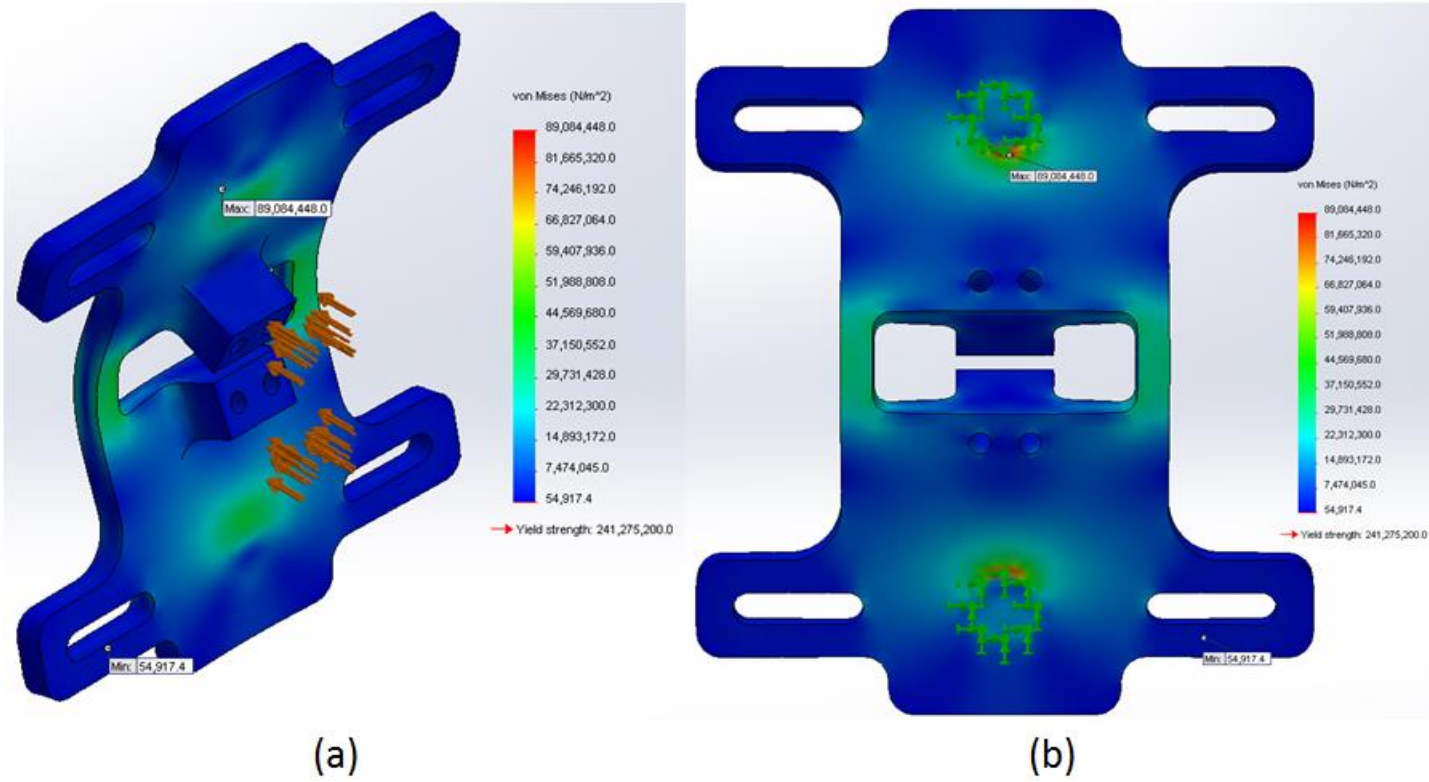 von Mises (N/m^2)
89,084,448.0
81,665,320.0
74,246,192.0
66,827,064.0
59,407,936.0
51,988,808.0
44,569,680.0
37,150,552.0
29,731,428.0
22,312,300.0
14,893,172.0
7,474,045.0
54,917.4
Yield strength: 241,275,200.0
Max: 89,084,448.0
Min: 54,917.4
(a)
Max: 89,084,448.0
von Mises (N/m^2)
89,084,448.0
81,665,320.0
74,246,192.0
66,827,064.0
59,407,936.0
51,988,808.0
44,569,680.0
37,150,552.0
29,731,428.0
22,312,300.0
14,893,172.0
7,474,045.0
54,917.4
Yield strength: 241,275,200.0
Min: 54,917.4
(b)